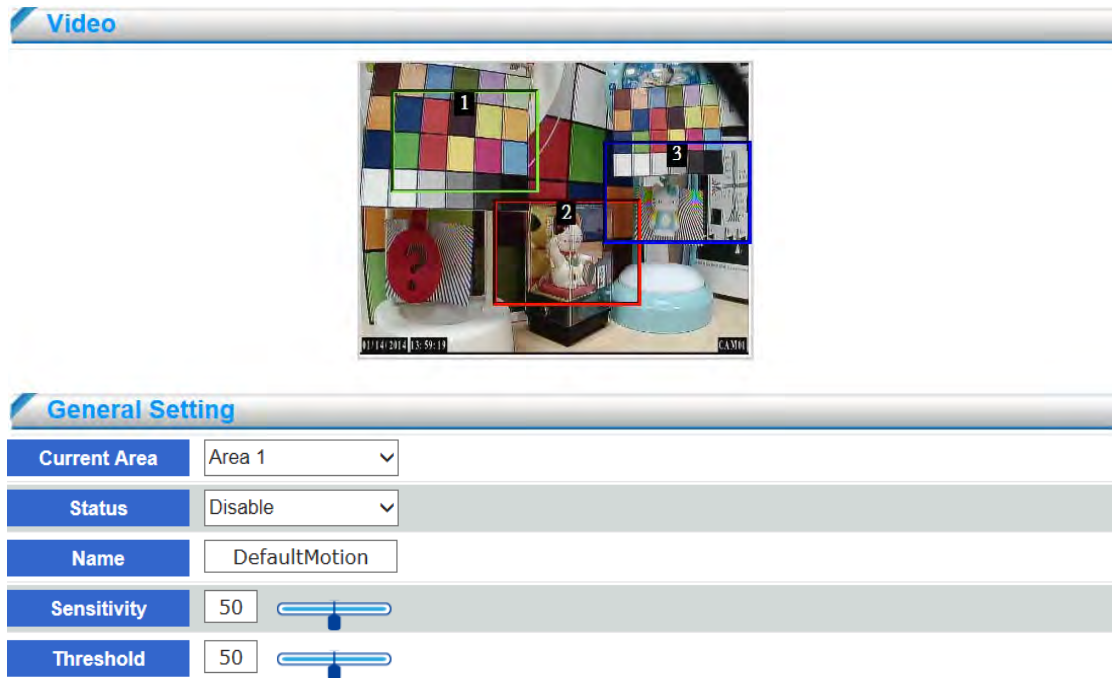 Video
1
3
2
?
01/14/2014 13:59:19
CAM01
General Setting
Current Area
Area 1
Status
Disable
Name
DefaultMotion
Sensitivity
50
Threshold
50